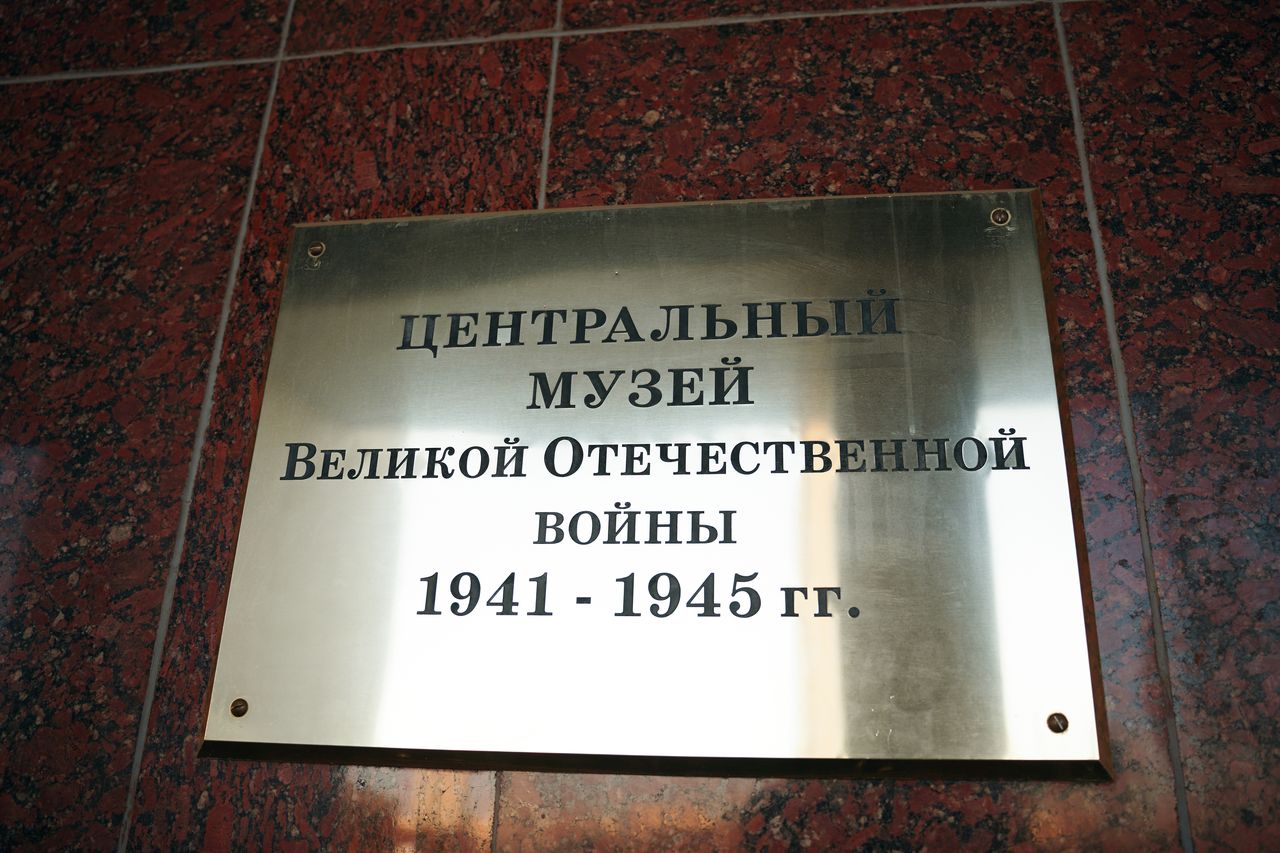 ЦЕНТРАЛЬНЫЙ
МУЗЕЙ
ВЕЛИКОЙ ОТЕЧЕСТВЕННОЙ
ВОЙНЫ
1941 - 1945 гг.